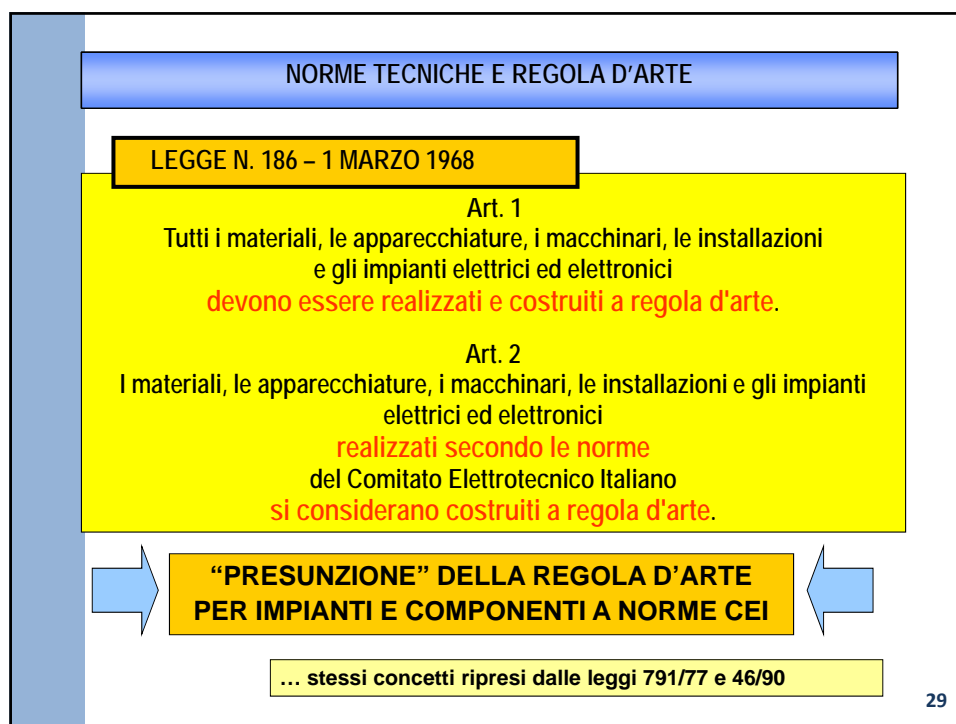 NORME TECNICHE E REGOLA D'ARTE
LEGGE N. 186 – 1 MARZO 1968
Art. 1
Tutti i materiali, le apparecchiature, i macchinari, le installazioni
e gli impianti elettrici ed elettronici
devono essere realizzati e costruiti a regola d'arte.
Art. 2
I materiali, le apparecchiature, i macchinari, le installazioni e gli impianti
elettrici ed elettronici
realizzati secondo le norme
del Comitato Elettrotecnico Italiano
si considerano costruiti a regola d'arte.
“PRESUNZIONE” DELLA REGOLA D’ARTE
PER IMPIANTI E COMPONENTI A NORME CEI
… stessi concetti ripresi dalle leggi 791/77 e 46/90
29